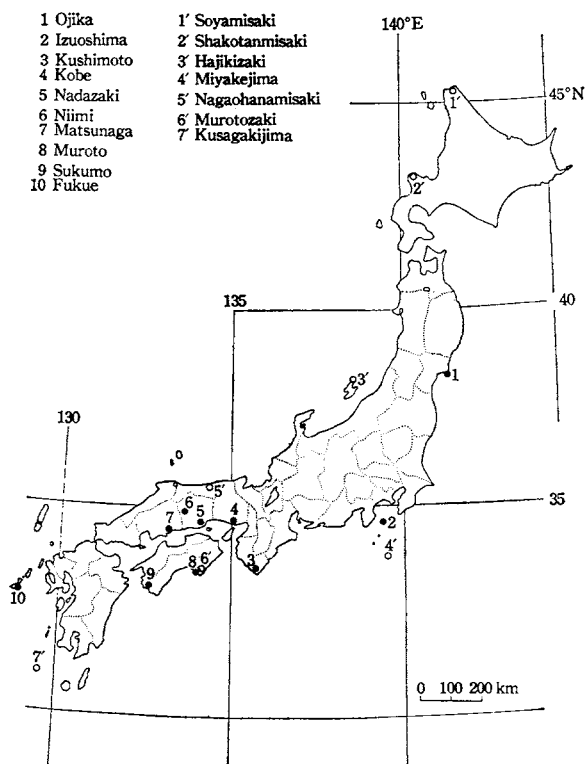 1 Ojika
2 Izuoshima
3 Kushimoto
4 Kobe
5 Nadazaki
6 Niimi
7 Matsunaga
8 Muroto
9 Sukumo
10 Fukue
1′ Soyamisaki
2′ Shakotanmisaki
3′ Hajikizaki
4′ Miyakejima
5′ Nagaohanamisaki
6′ Murotozaki
7′ Kusagakijima
140°E
1′
45°N
2′
135
40
3′
1
130
5′
6
35
7
5
4
2
4′
8
6′
3
9
10
7′
0 100 200 km